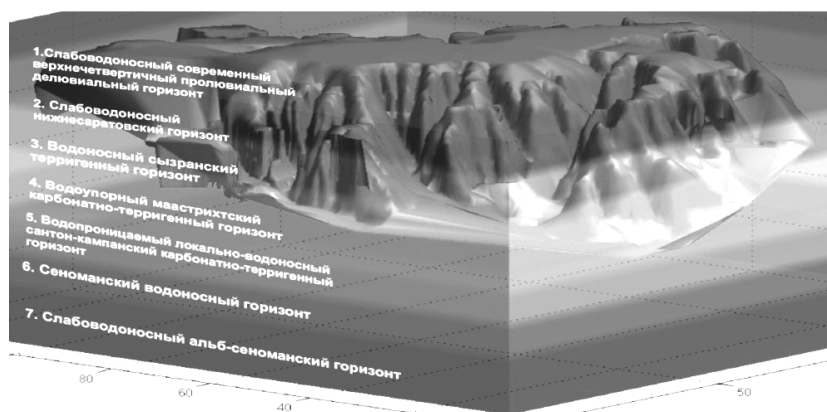 1.Слабоводоносный современный
верхнечетвертичный пролювиальный
делювиальный горизонт
2. Слабоводоносный
нижнесаратовский горизонт
3. Водоносный сызранский
терригенный горизонт
4. Водоупорный маастрихтский
карбонатно-терригенный горизонт
5. Водопроницаемый локально-водоносный
сантон-кампанский карбонатно-терригенный
горизонт
6. Сеноманский водоносный горизонт
7. Слабоводоносный альб-сеноманский горизонт
80
60
40
50